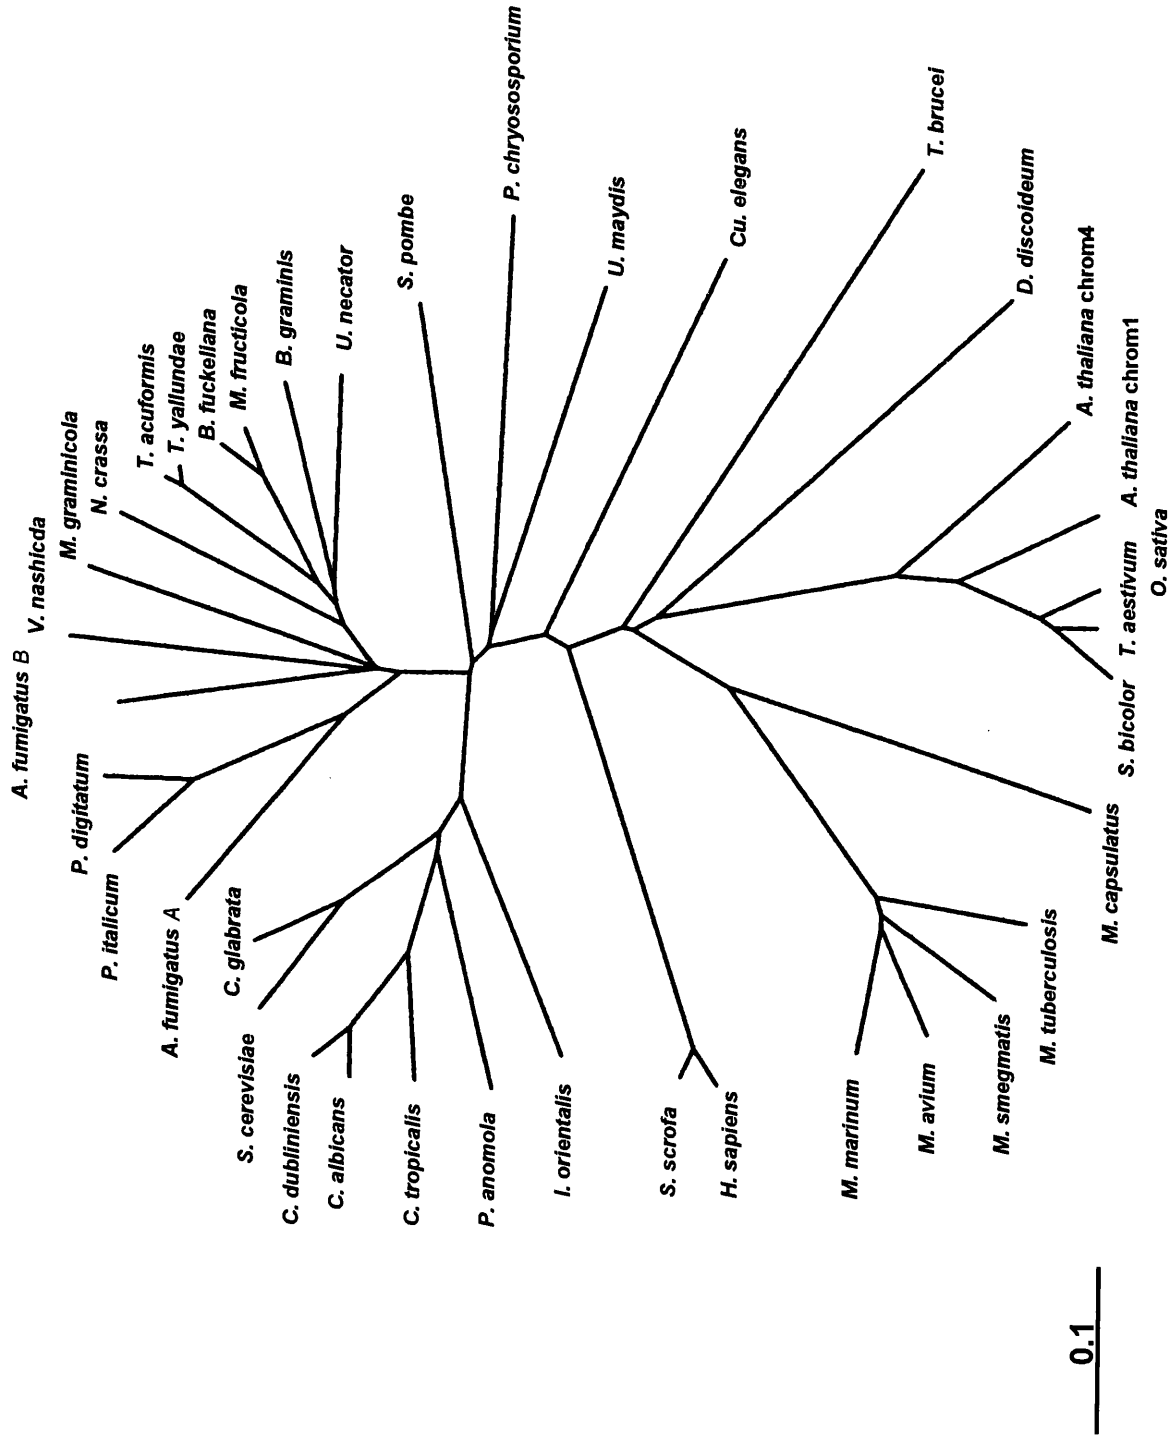 A. fumigatus B
V. nashicda
M. graminicola
N. crassa
T. acuformis
T. yallundae
B. fuckeliana
M. fructicola
B. graminis
U. necator
S. pombe
P. chryososporium
U. maydis
Cu. elegans
T. brucei
D. discoideum
A. thaliana chrom4
A. thaliana chrom1
O. sativa
T. aestivum
S. bicolor
M. capsulatus
M. tuberculosis
M. smegmatis
M. avium
M. marinum
H. sapiens
S. scrofa
I. orientalis
P. anomola
C. tropicalis
C. albicans
C. dubliniensis
S. cerevisiae
C. glabrata
A. fumigatus A
P. italicum
P. digitatum
0.1